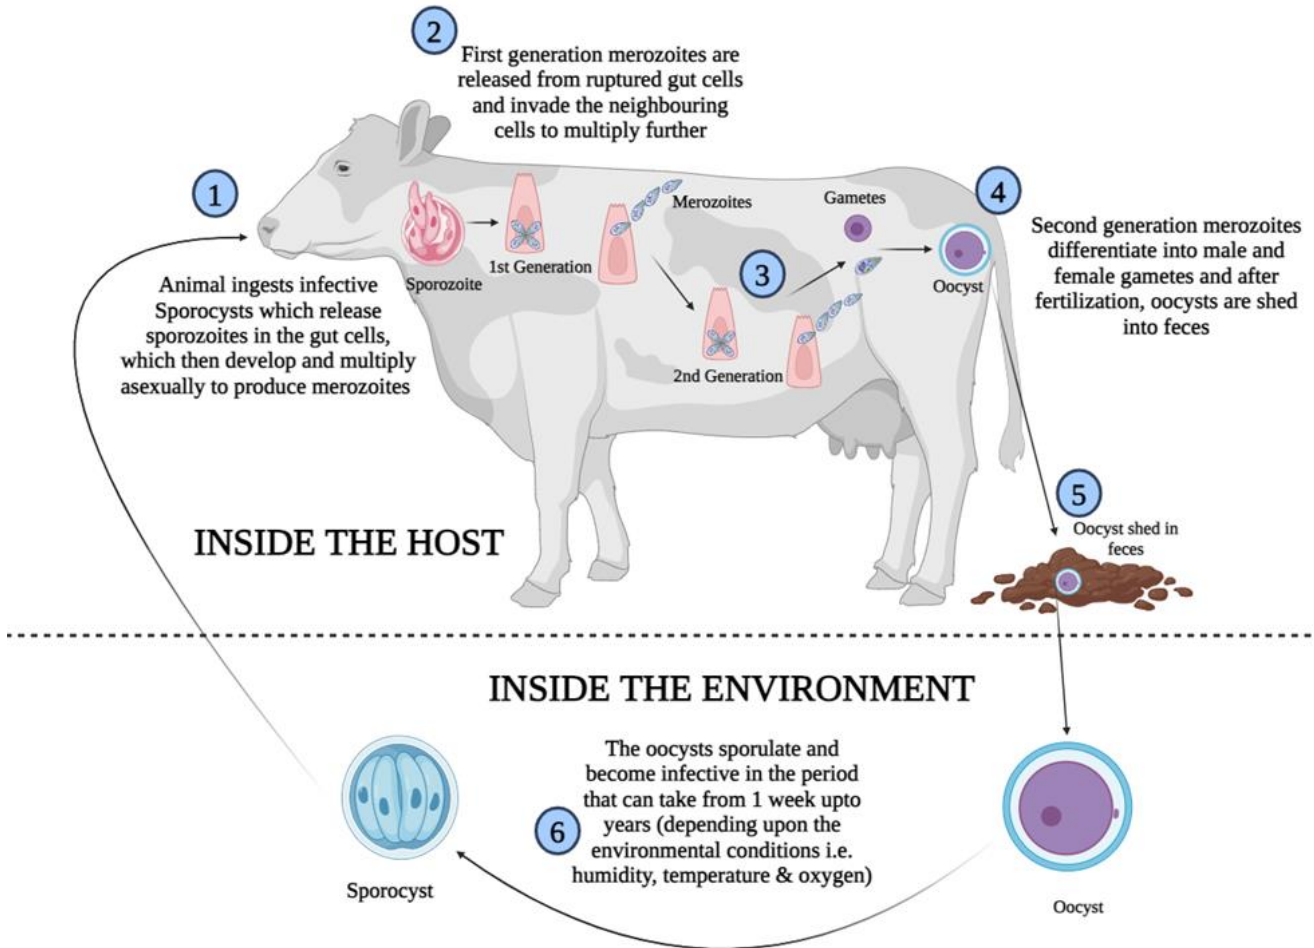 2
First generation merozoites are
released from ruptured gut cells
and invade the neighbouring
cells to multiply further
1
Animal ingests infective
Sporocysts which release
sporozoites in the gut cells,
which then develop and multiply
asexually to produce merozoites
Sporozoite
1st Generation
Merozoites
2nd Generation
3
Gametes
Oocyst
4
Second generation merozoites
differentiate into male and
female gametes and after
fertilization, oocysts are shed
into feces
5
Oocyst shed in
feces
INSIDE THE HOST
INSIDE THE ENVIRONMENT
The oocysts sporulate and
become infective in the period
that can take from 1 week upto
years (depending upon the
environmental conditions i.e.
humidity, temperature & oxygen)
6
Sporocyst
Oocyst